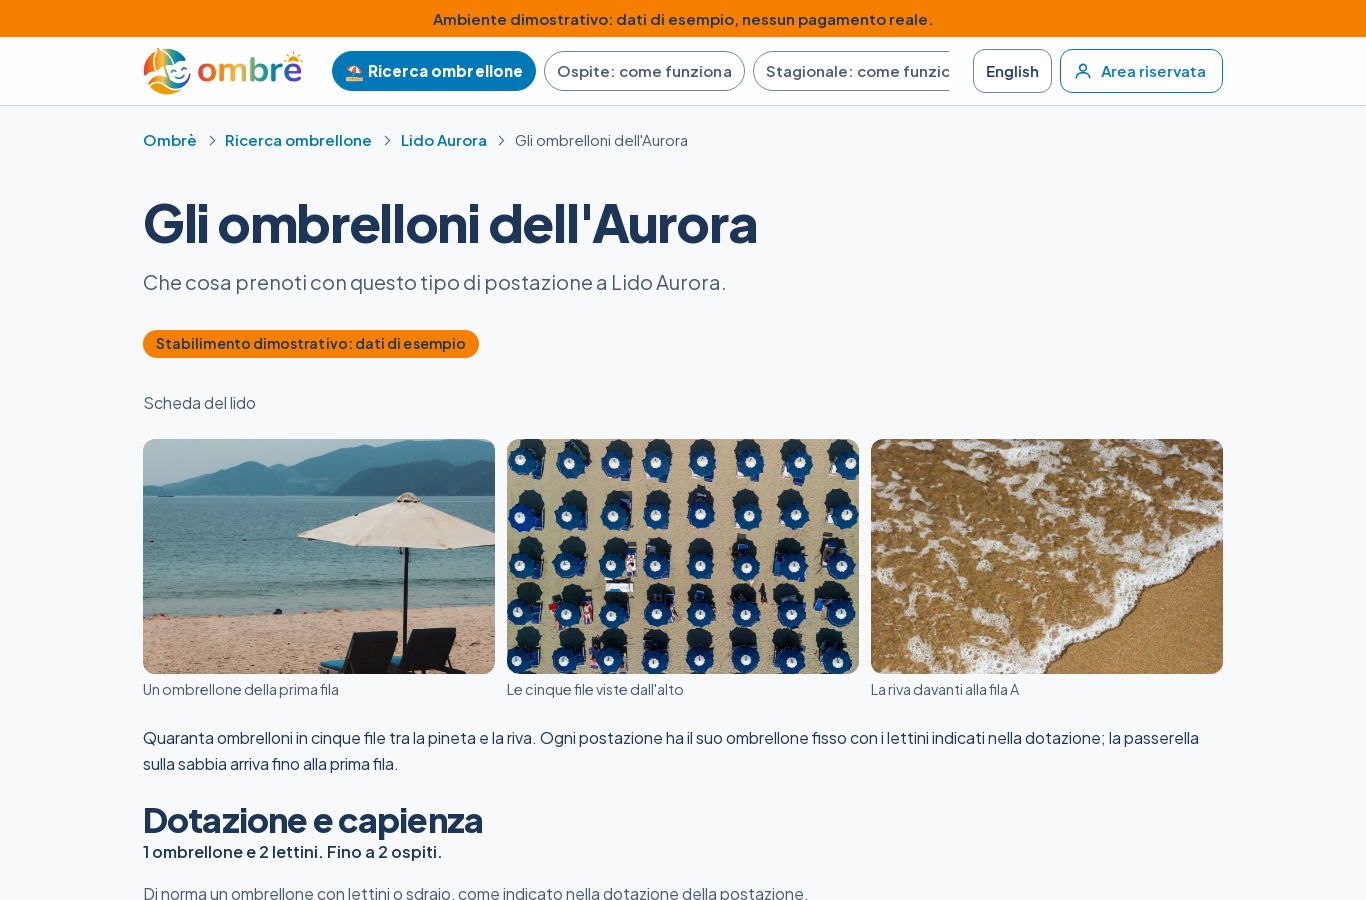 Ambiente dimostrativo: dati di esempio, nessun pagamento reale.
ombrê
Ricerca ombrellone
Ospite: come funziona
Stagionale: come funzio
English
Area riservata
Ombrè
Ricerca ombrellone
Lido Aurora
Gli ombrelloni dell'Aurora
Gli ombrelloni dell'Aurora
Che cosa prenoti con questo tipo di postazione a Lido Aurora.
Stabilimento dimostrativo: dati di esempio
Scheda del lido
Un ombrellone della prima fila
Le cinque file viste dall'alto
La riva davanti alla fila A
Quaranta ombrelloni in cinque file tra la pineta e la riva. Ogni postazione ha il suo ombrellone fisso con i lettini indicati nella dotazione; la passerella
sulla sabbia arriva fino alla prima fila.
Dotazione e capienza
1 ombrellone e 2 lettini. Fino a 2 ospiti.
Di norma un ombrellone con lettini o sdraio, come indicato nella dotazione della postazione.